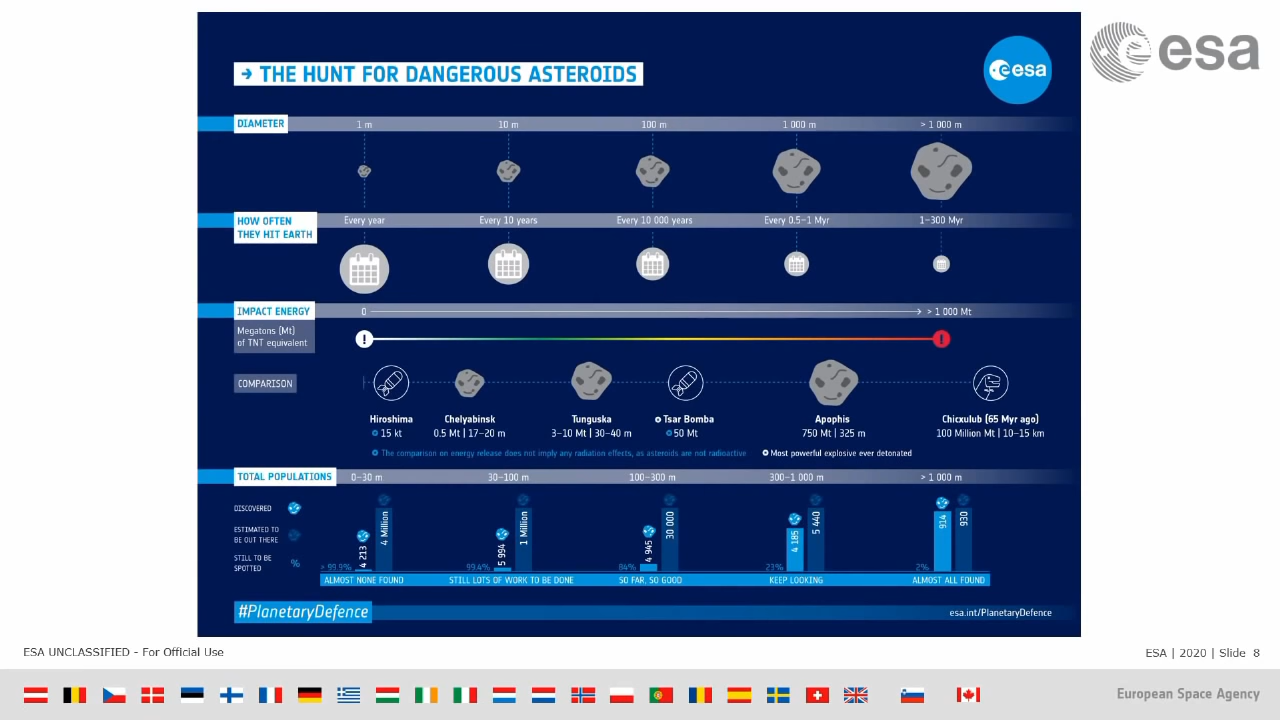 → THE HUNT FOR DANGEROUS ASTEROIDS
esa
esa
DIAMETER 1 m 10 m 100 m 1 000 m > 1 000 m
HOW OFTEN Every year Every 10 years Every 10 000 years Every 0.5–1 Myr 1–300 Myr
THEY HIT EARTH
IMPACT ENERGY 0 > 1 000 Mt
Megatons (Mt)
of TNT equivalent
! !
COMPARISON
Hiroshima Chelyabinsk Tunguska Tsar Bomba Apophis Chicxulub (65 Myr ago)
15 kt 0.5 Mt | 17–20 m 3–10 Mt | 30–40 m 50 Mt 750 Mt | 325 m 100 Million Mt | 10–15 km
The comparison on energy release does not imply any radiation effects, as asteroids are not radioactive Most powerful explosive ever detonated
TOTAL POPULATIONS 0–30 m 30–100 m 100–300 m 300–1 000 m > 1 000 m
DISCOVERED
ESTIMATED TO
BE OUT THERE
STILL TO BE
SPOTTED %
4 213 4 Million 5 994 1 Million 4 945 30 000 4 185 5 440 914 930
> 99.9% 99.4% 84% 23% 2%
ALMOST NONE FOUND STILL LOTS OF WORK TO BE DONE SO FAR, SO GOOD KEEP LOOKING ALMOST ALL FOUND
#PlanetaryDefence esa.int/PlanetaryDefence
ESA UNCLASSIFIED - For Official Use ESA | 2020 | Slide 8
European Space Agency